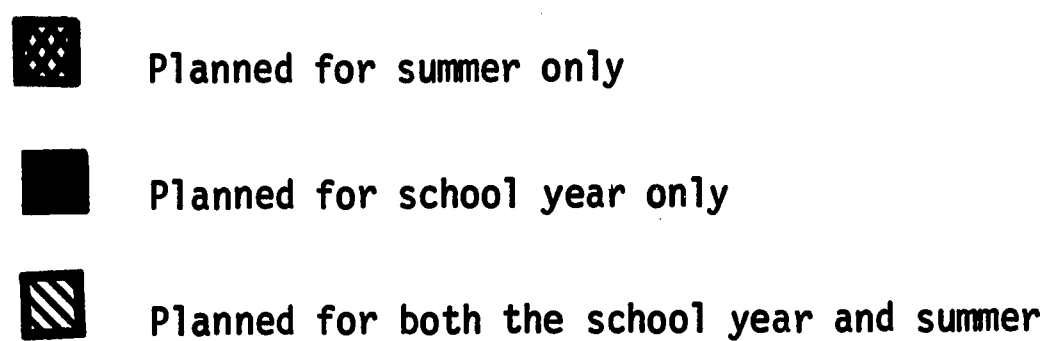 Planned for summer only
Planned for school year only
Planned for both the school year and summer